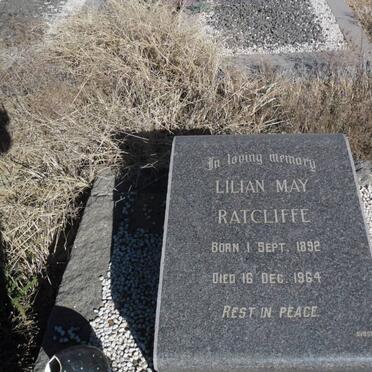 In loving memory
LILIAN MAY
RATCLIFFE
BORN 1 SEPT. 1892
DIED 16 DEC. 1964
REST IN PEACE.